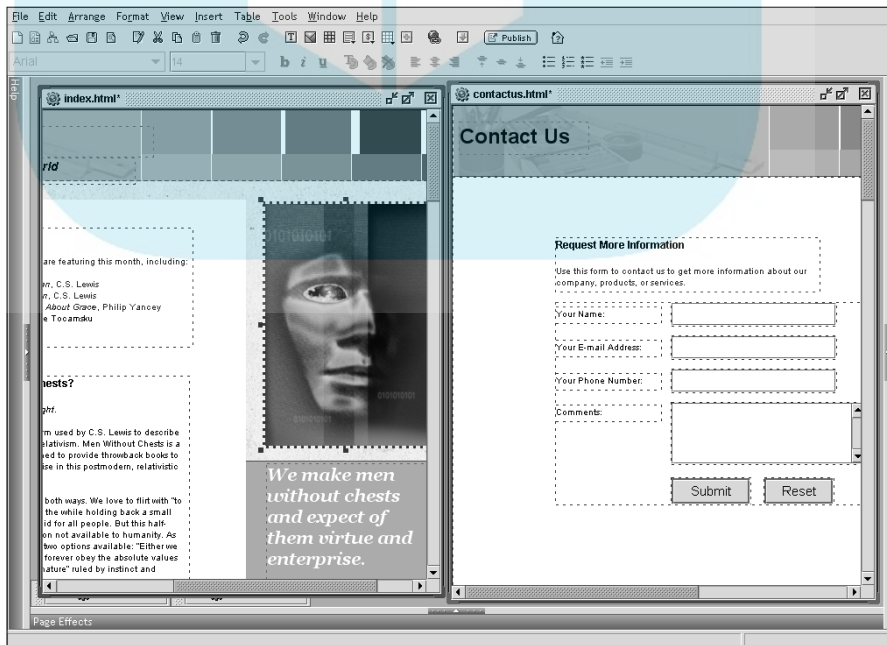 File Edit Arrange Format View Insert Table Tools Window Help
Publish
Arial 14 b i u
Help
index.html*
rld
are featuring this month, including:
, C.S. Lewis
, C.S. Lewis
About Grace, Philip Yancey
e Tocamsku
hests?
ght.
rm used by C.S. Lewis to describe
elativism. Men Without Chests is a
ed to provide throwback books to
ise in this postmodern, relativistic
both ways. We love to flirt with "to
the while holding back a small
id for all people. But this half-
on not available to humanity. As
two options available: "Either we
forever obey the absolute values
nature" ruled by instinct and
010101010101
0101010101
We make men
without chests
and expect of
them virtue and
enterprise.
contactus.html*
Contact Us
Request More Information
Use this form to contact us to get more information about our
company, products, or services.
Your Name:
Your E-mail Address:
Your Phone Number:
Comments:
Submit Reset
Page Effects